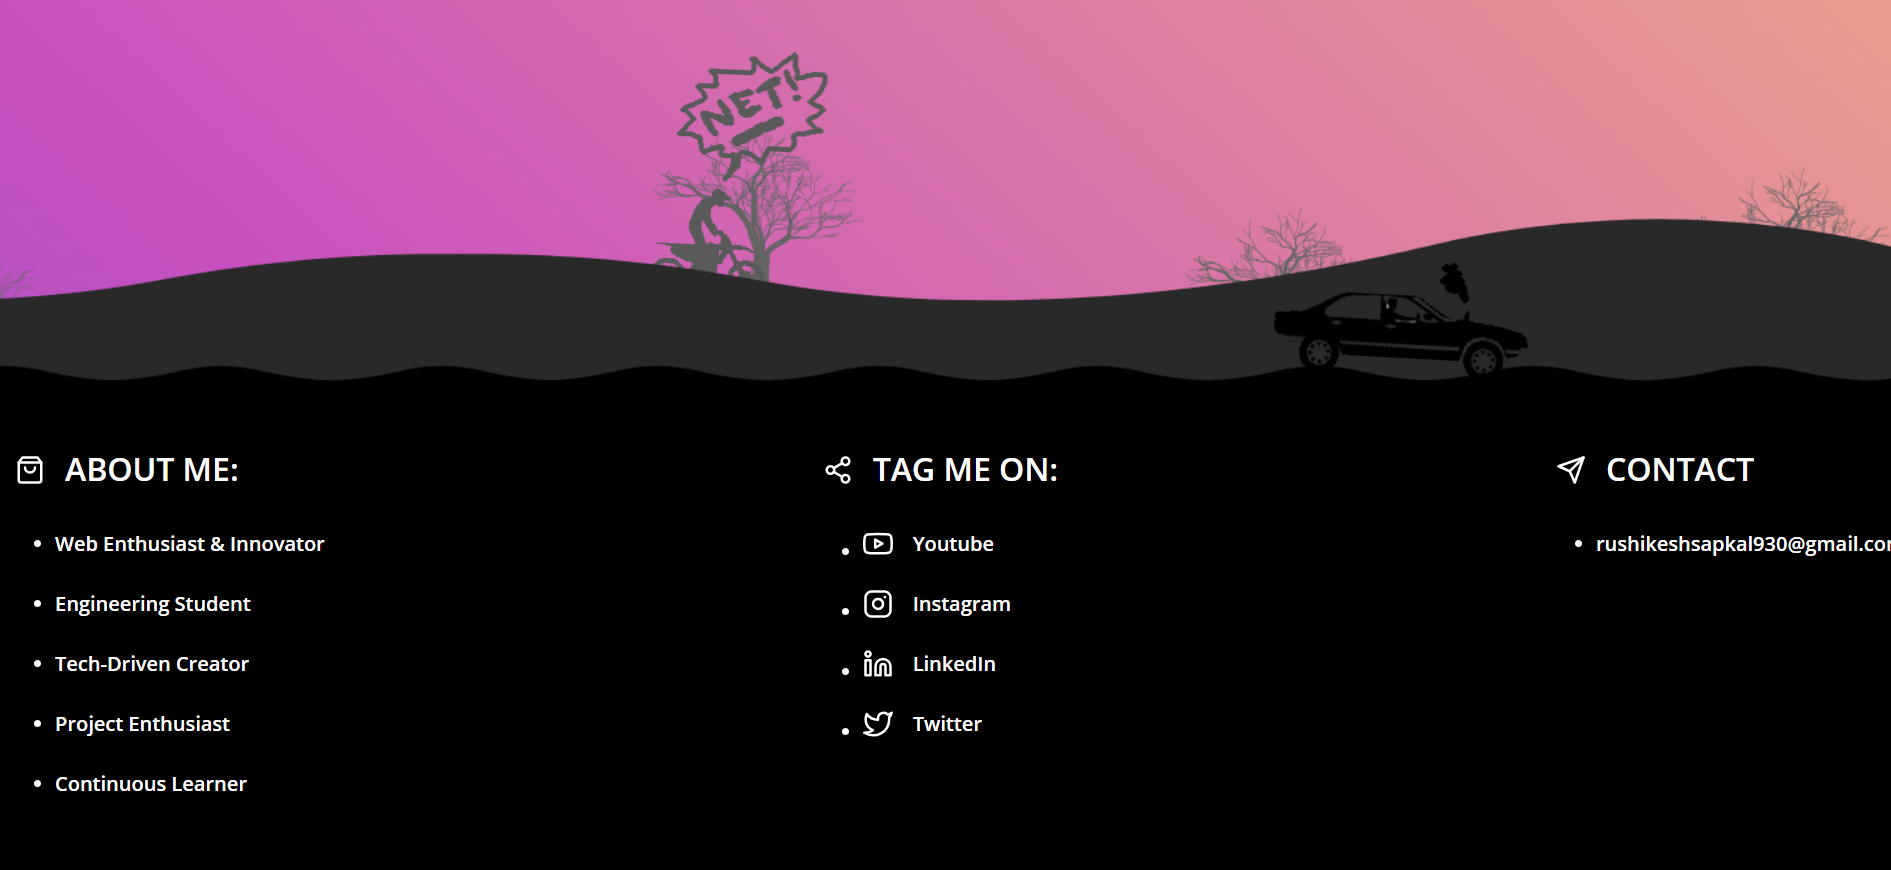 NET!
ABOUT ME:
Web Enthusiast & Innovator
Engineering Student
Tech-Driven Creator
Project Enthusiast
Continuous Learner
TAG ME ON:
Youtube
Instagram
LinkedIn
Twitter
CONTACT
rushikeshsapkal930@gmail.co